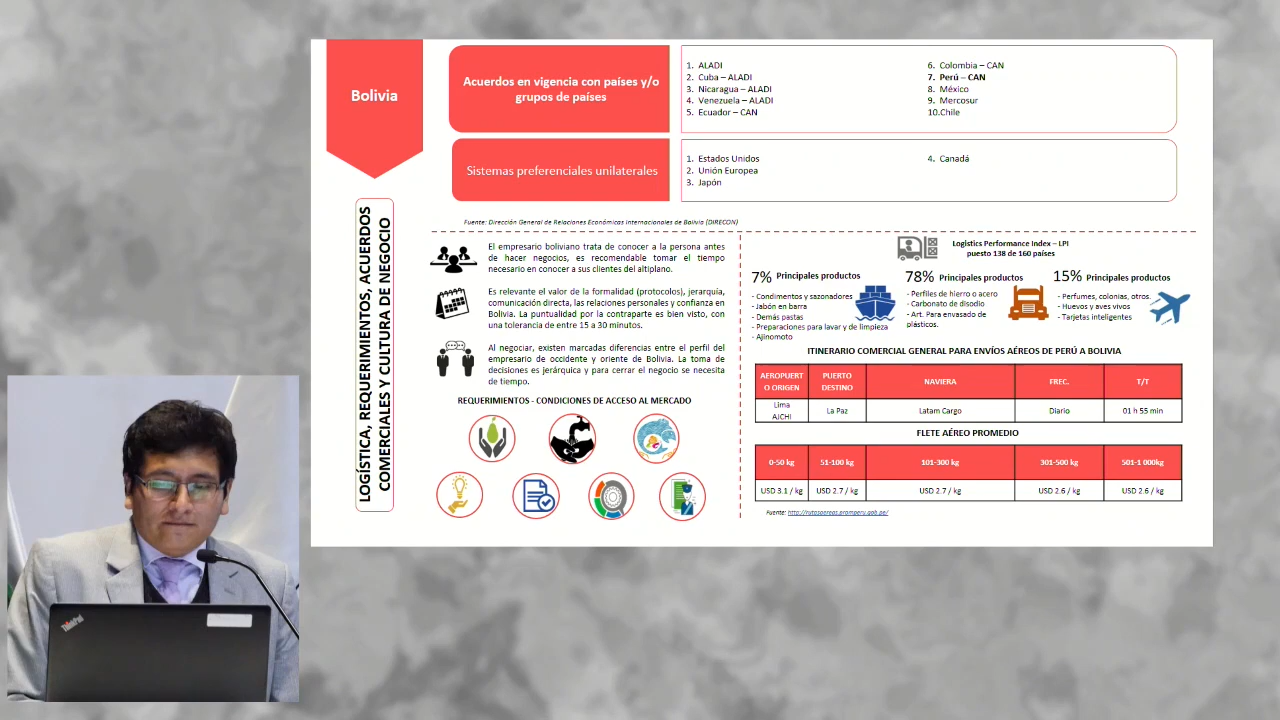 Bolivia
Acuerdos en vigencia con países y/o
grupos de países
1. ALADI
2. Cuba – ALADI
3. Nicaragua – ALADI
4. Venezuela – ALADI
5. Ecuador – CAN
6. Colombia – CAN
7. Perú – CAN
8. México
9. Mercosur
10.Chile
Sistemas preferenciales unilaterales
1. Estados Unidos
2. Unión Europea
3. Japón
4. Canadá
Fuente: Dirección General de Relaciones Económicas Internacionales de Bolivia (DIRECON)
LOGÍSTICA, REQUERIMIENTOS, ACUERDOS
COMERCIALES Y CULTURA DE NEGOCIO
El empresario boliviano trata de conocer a la persona antes
de hacer negocios, es recomendable tomar el tiempo
necesario en conocer a sus clientes del altiplano.
Es relevante el valor de la formalidad (protocolos), jerarquía,
comunicación directa, las relaciones personales y confianza en
Bolivia. La puntualidad por la contraparte es bien visto, con
una tolerancia de entre 15 a 30 minutos.
Al negociar, existen marcadas diferencias entre el perfil del
empresario de occidente y oriente de Bolivia. La toma de
decisiones es jerárquica y para cerrar el negocio se necesita
de tiempo.
REQUERIMIENTOS - CONDICIONES DE ACCESO AL MERCADO
Logistics Performance Index – LPI
puesto 138 de 160 países
7% Principales productos
- Condimentos y sazonadores
- Jabón en barra
- Demás pastas
- Preparaciones para lavar y de limpieza
- Ajinomoto
78% Principales productos
- Perfiles de hierro o acero
- Carbonato de disodio
- Art. Para envasado de
plásticos.
15% Principales productos
- Perfumes, colonias, otros.
- Huevos y aves vivos
- Tarjetas inteligentes
ITINERARIO COMERCIAL GENERAL PARA ENVÍOS AÉREOS DE PERÚ A BOLIVIA
AEROPUERT
O ORIGEN
PUERTO
DESTINO
NAVIERA
FREC.
T/T
Lima
AJCHI
La Paz
Latam Cargo
Diario
01 h 55 min
FLETE AÉREO PROMEDIO
0-50 kg
51-100 kg
101-300 kg
301-500 kg
501-1 000kg
USD 3.1 / kg
USD 2.7 / kg
USD 2.7 / kg
USD 2.6 / kg
USD 2.6 / kg
Fuente: http://rutasaereas.promperu.gob.pe/
ThinkPad